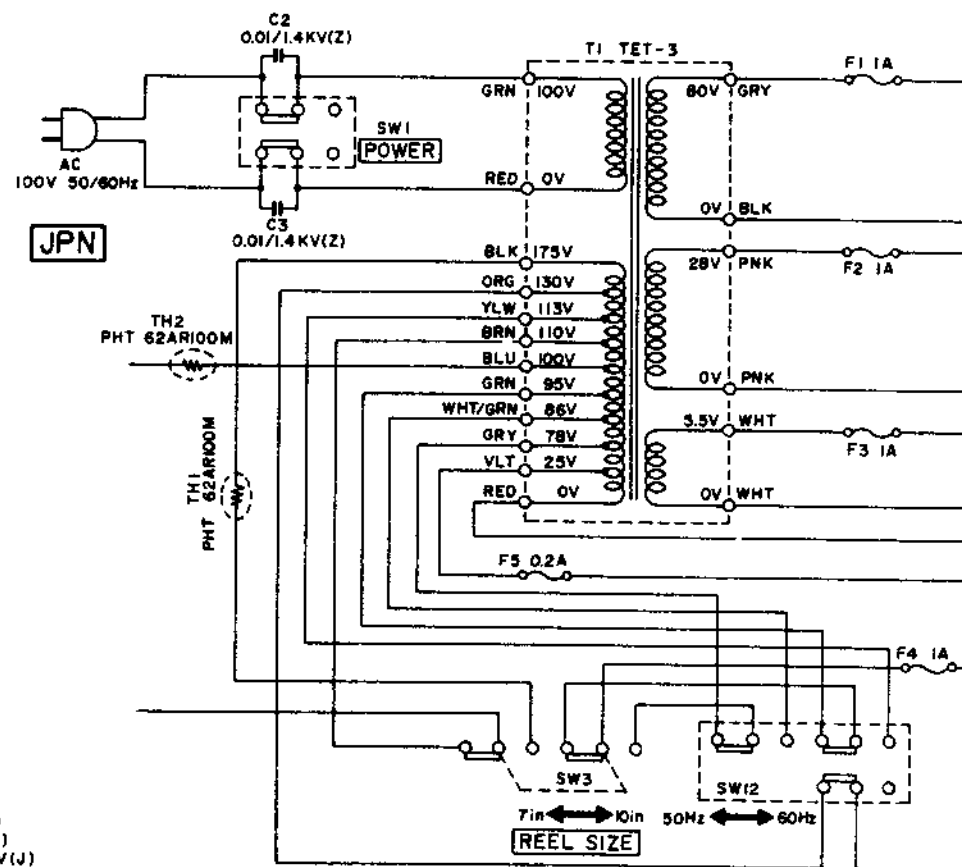 C2
0.01/1.4KV(Z)
T1 TET-3
F1 1A
GRN 100V
60V GRY
SW1
POWER
AC
100V 50/60Hz
RED 0V
0V BLK
C3
0.01/1.4KV(Z)
JPN
BLK 175V
28V PNK
F2 1A
ORG 130V
YLW 113V
TH2
PHT 62AR100M
BRN 110V
BLU 100V
GRN 95V
0V PNK
WHT/GRN 86V
5.5V WHT
GRY 78V
F3 1A
VLT 25V
RED 0V
0V WHT
TH1
PHT 62AR100M
F5 0.2A
F4 1A
SW3
SW12
7in 10in
50Hz 60Hz
REEL SIZE
)
V(J)